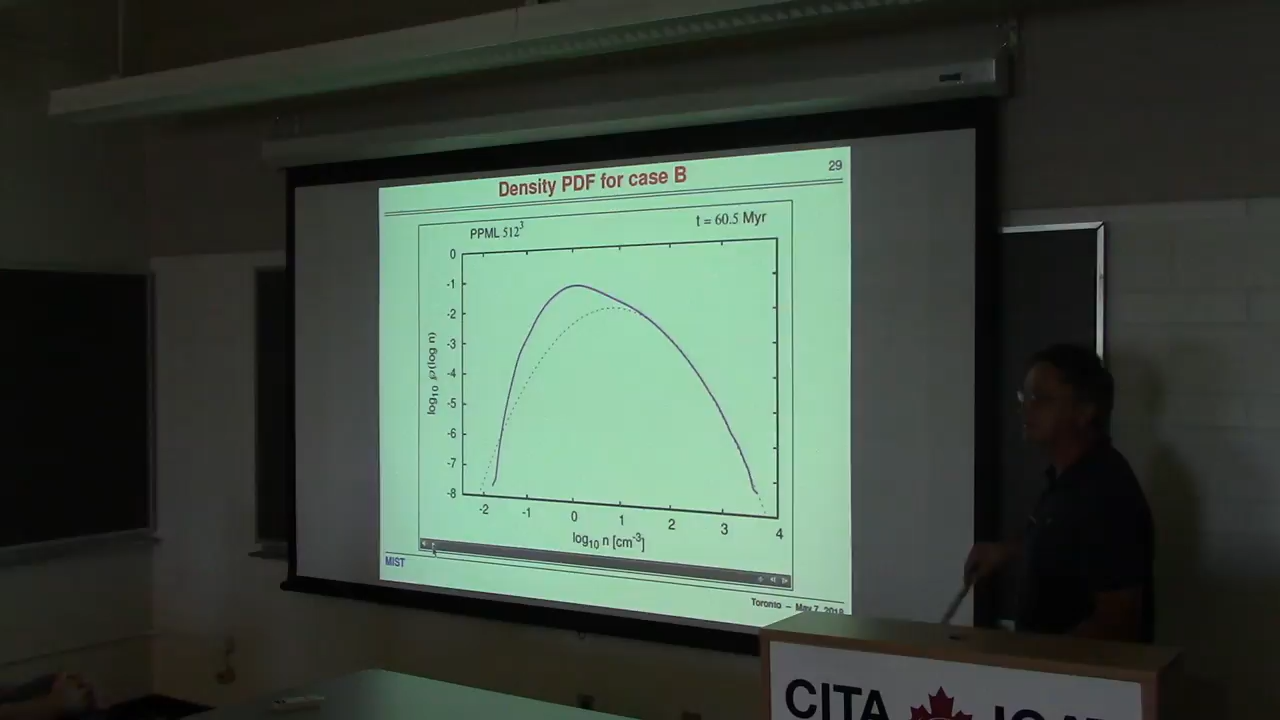 Density PDF for case B
29
PPML 512³
t = 60.5 Myr
0
-1
-2
-3
-4
-5
-6
-7
-8
log₁₀ ℘(log n)
-2 -1 0 1 2 3 4
log₁₀ n [cm⁻³]
MIST
Toronto – May 7, 2018
CITA